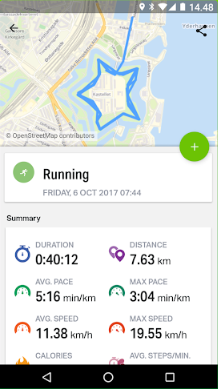 14.48
© OpenStreetMap contributors
Running
FRIDAY, 6 OCT 2017 07:44
Summary
DURATION
0:40:12
DISTANCE
7.63 km
AVG. PACE
5:16 min/km
MAX PACE
3:04 min/km
AVG. SPEED
11.38 km/h
MAX SPEED
19.55 km/h
CALORIES
AVG. STEPS/MIN.